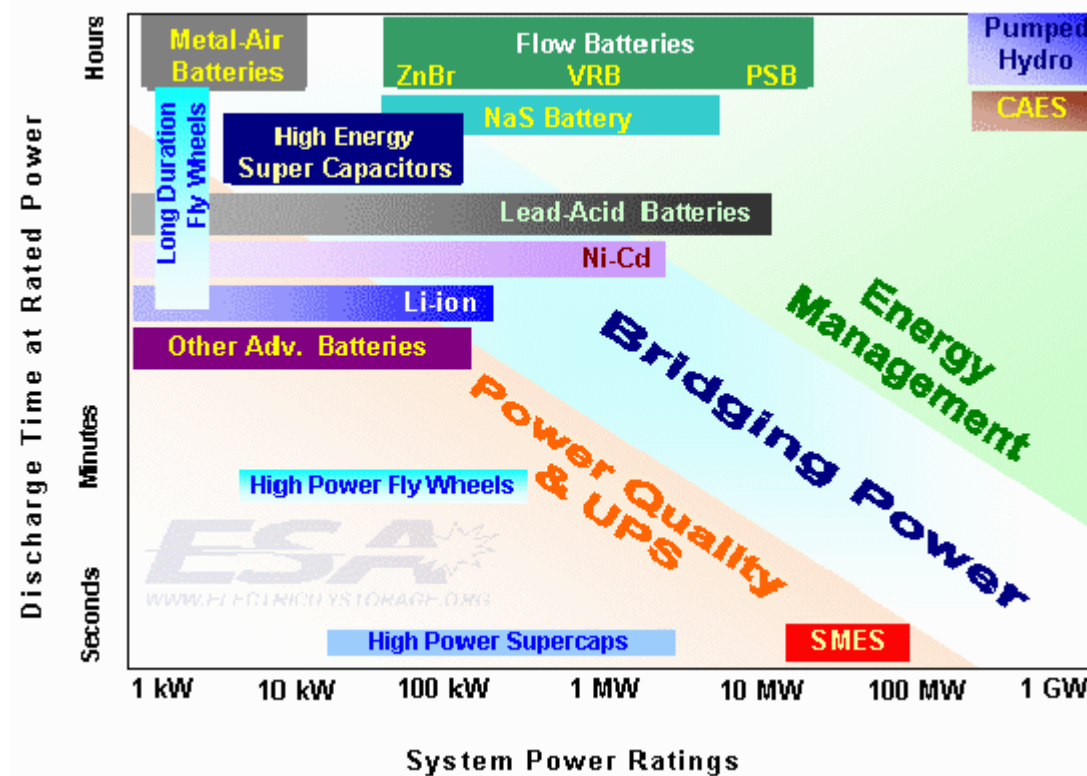 Hours
Minutes
Seconds
Discharge Time at Rated Power
Metal-Air
Batteries
Flow Batteries
ZnBr VRB PSB
Pumped
Hydro
CAES
NaS Battery
High Energy
Super Capacitors
Long Duration
Fly Wheels
Lead-Acid Batteries
Ni-Cd
Li-ion
Other Adv. Batteries
Energy
Management
Bridging Power
Power Quality
& UPS
High Power Fly Wheels
ESA
WWW.ELECTRICITYSTORAGE.ORG
High Power Supercaps
SMES
1 kW 10 kW 100 kW 1 MW 10 MW 100 MW 1 GW
System Power Ratings